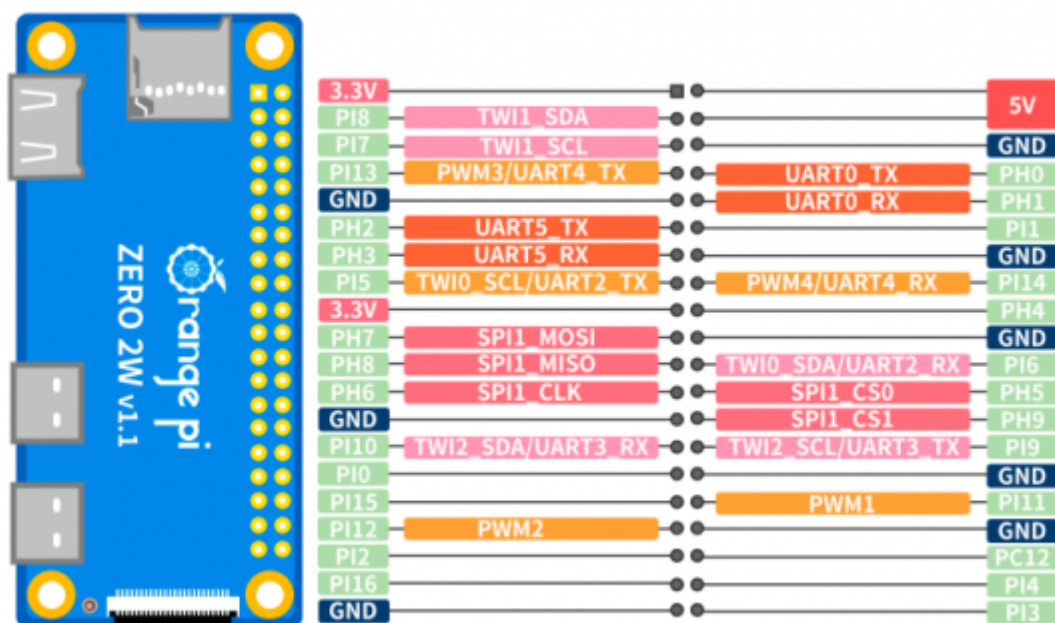 Orange pi
ZERO 2W v1.1
3.3V
5V
PI8 TWI1_SDA
PI7 TWI1_SCL GND
PI13 PWM3/UART4_TX UART0_TX PH0
GND UART0_RX PH1
PH2 UART5_TX PI1
PH3 UART5_RX GND
PI5 TWI0_SCL/UART2_TX PWM4/UART4_RX PI14
3.3V PH4
PH7 SPI1_MOSI GND
PH8 SPI1_MISO TWI0_SDA/UART2_RX PI6
PH6 SPI1_CLK SPI1_CS0 PH5
GND SPI1_CS1 PH9
PI10 TWI2_SDA/UART3_RX TWI2_SCL/UART3_TX PI9
PI0 GND
PI15 PWM1 PI11
PI12 PWM2 GND
PI2 PC12
PI16 PI4
GND PI3